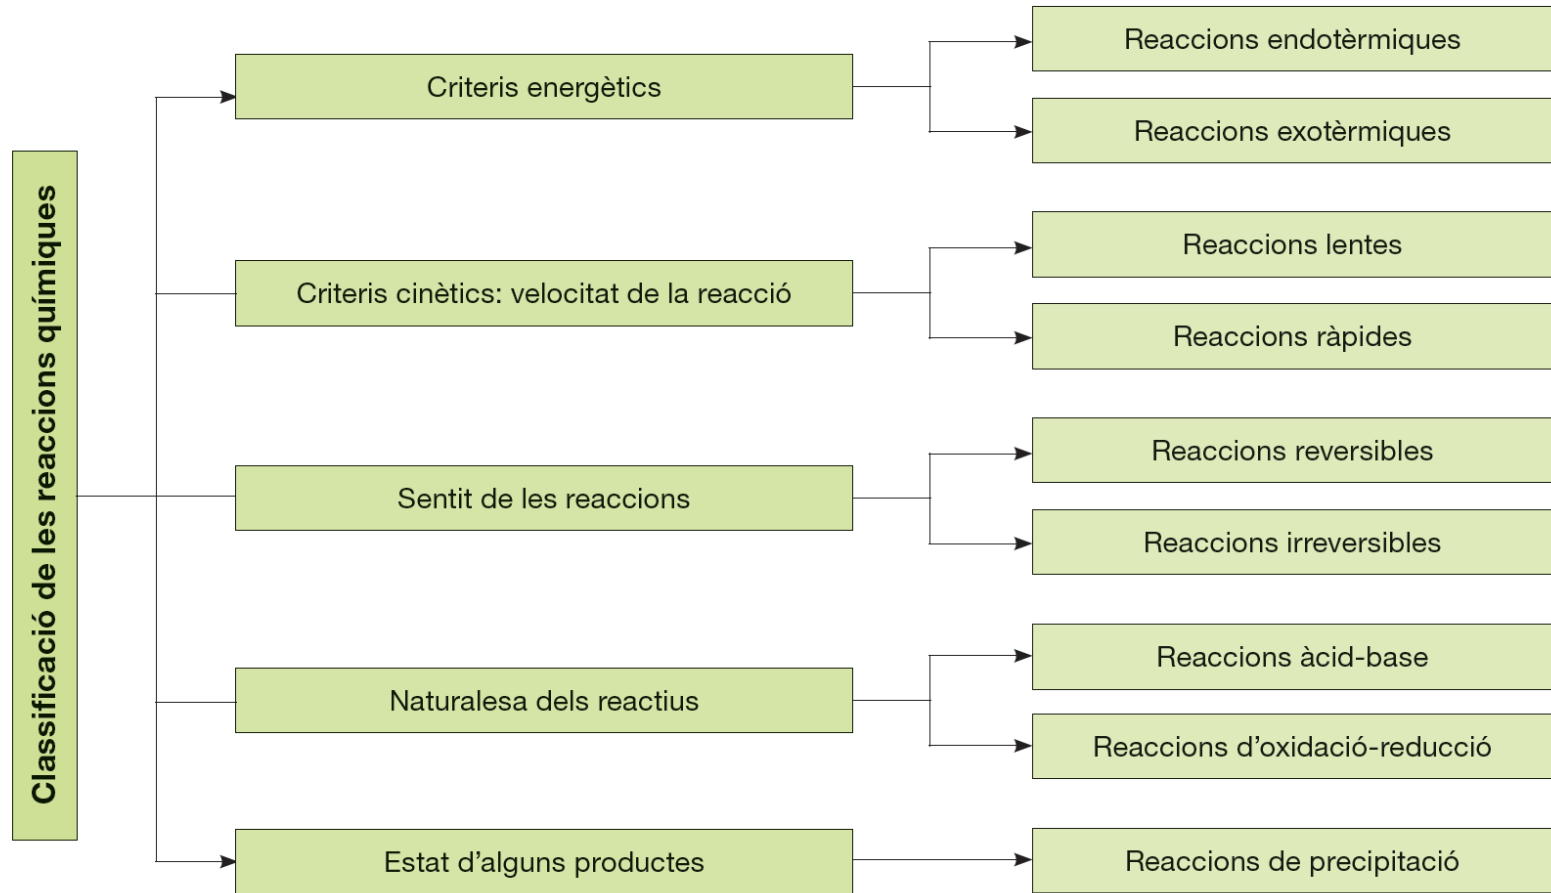 Classificació de les reaccions químiques
Criteris energètics
Reaccions endotèrmiques
Reaccions exotèrmiques
Criteris cinètics: velocitat de la reacció
Reaccions lentes
Reaccions ràpides
Sentit de les reaccions
Reaccions reversibles
Reaccions irreversibles
Naturalesa dels reactius
Reaccions àcid-base
Reaccions d’oxidació-reducció
Estat d’alguns productes
Reaccions de precipitació